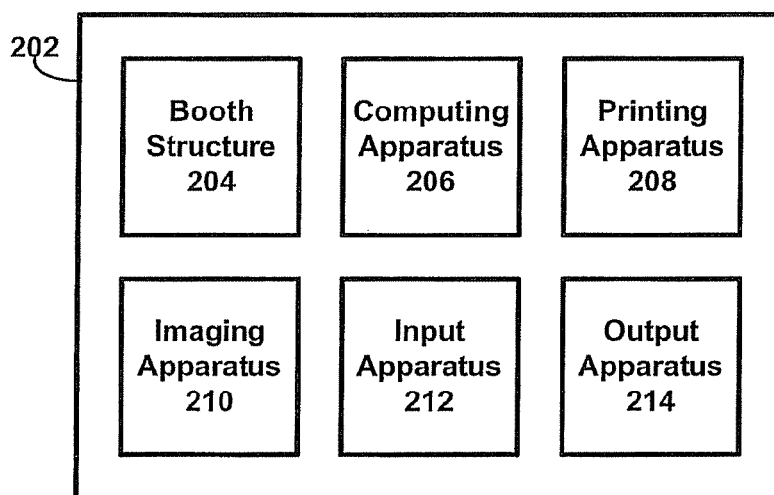 202
Booth Structure 204
Computing Apparatus 206
Printing Apparatus 208
Imaging Apparatus 210
Input Apparatus 212
Output Apparatus 214